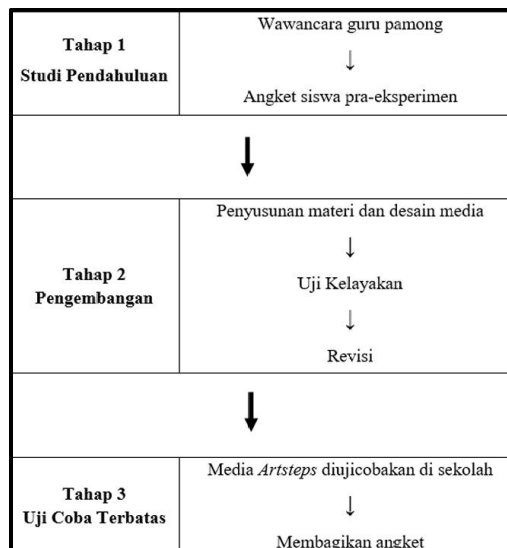 Tahap 1
Studi Pendahuluan
Wawancara guru pamong
↓
Angket siswa pra-eksperimen
Tahap 2
Pengembangan
Penyusunan materi dan desain media
↓
Uji Kelayakan
↓
Revisi
Tahap 3
Uji Coba Terbatas
Media Artsteps diujicobakan di sekolah
↓
Membagikan angket